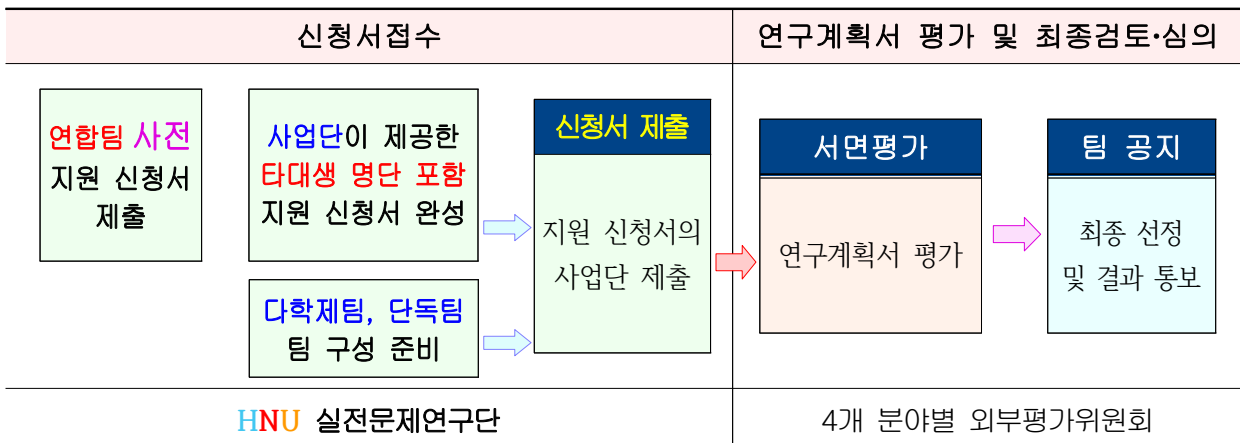 신청서접수
연구계획서 평가 및 최종검토·심의
연합팀 사전
지원 신청서
제출
사업단이 제공한
타대생 명단 포함
지원 신청서 완성
다학제팀, 단독팀
팀 구성 준비
신청서 제출
지원 신청서의
사업단 제출
서면평가
연구계획서 평가
팀 공지
최종 선정
및 결과 통보
HNU 실전문제연구단
4개 분야별 외부평가위원회